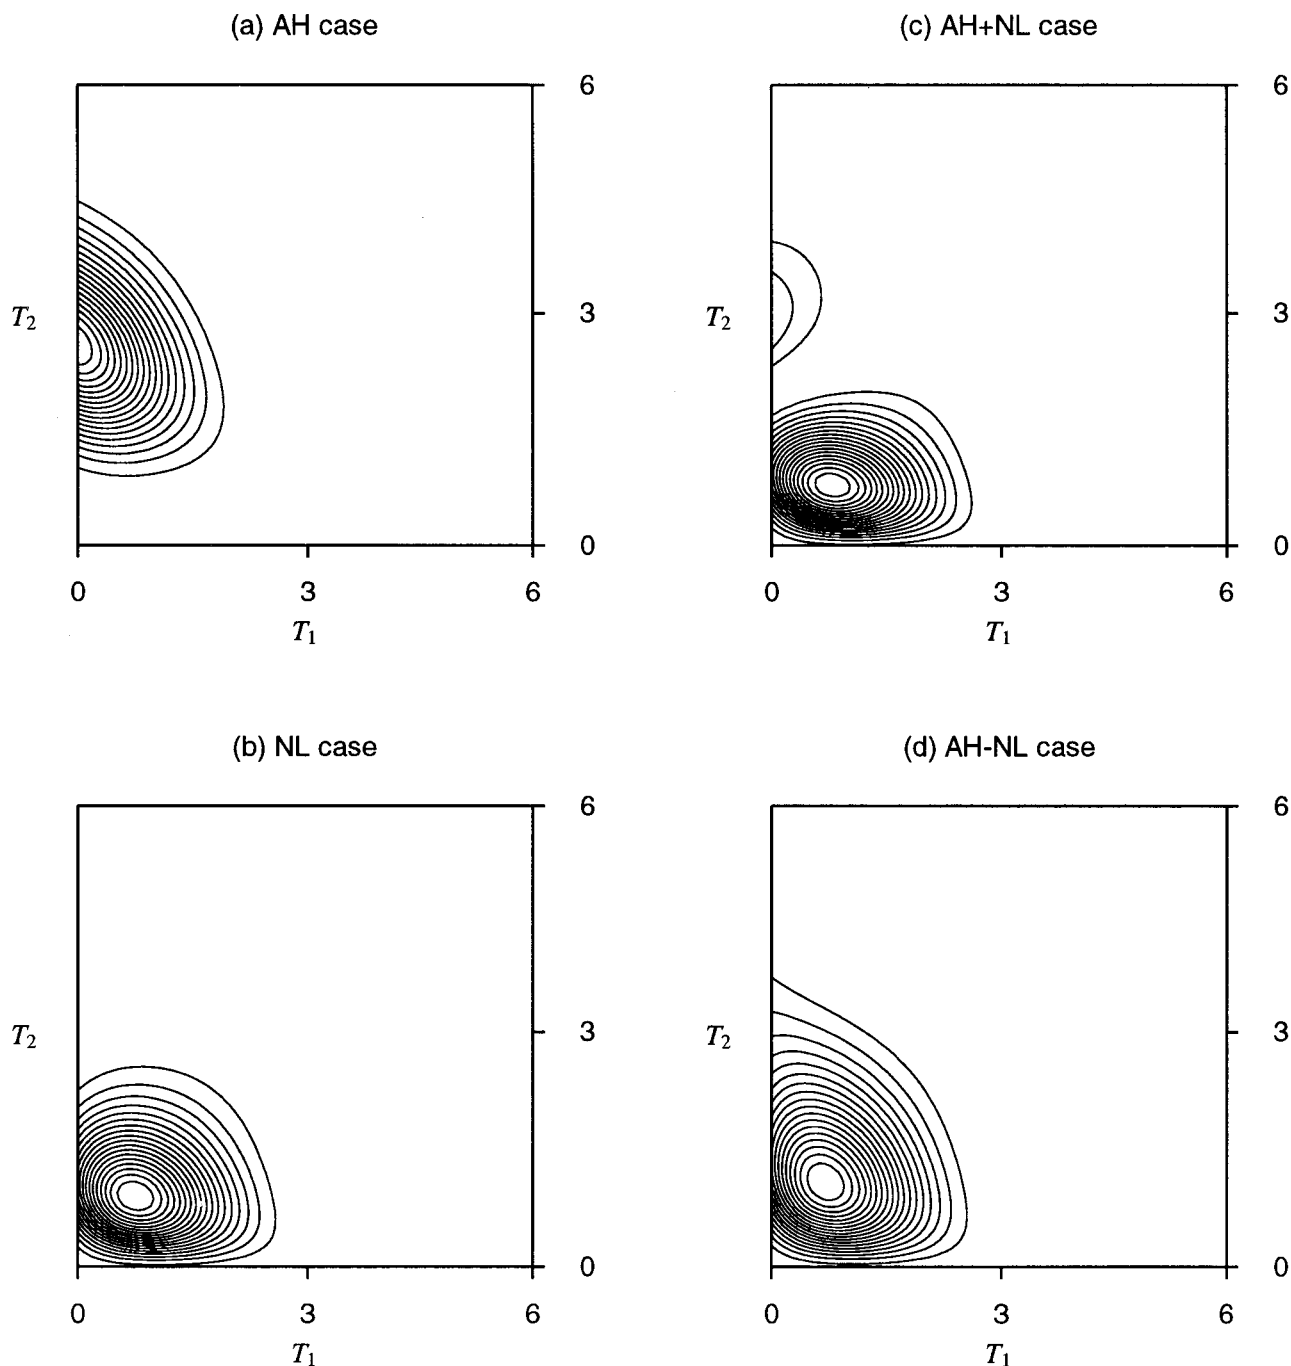 (a) AH case
6
T₂
3
0
0 3 6
T₁
(c) AH+NL case
6
T₂
3
0
0 3 6
T₁
(b) NL case
6
T₂
3
0
0 3 6
T₁
(d) AH-NL case
6
T₂
3
0
0 3 6
T₁